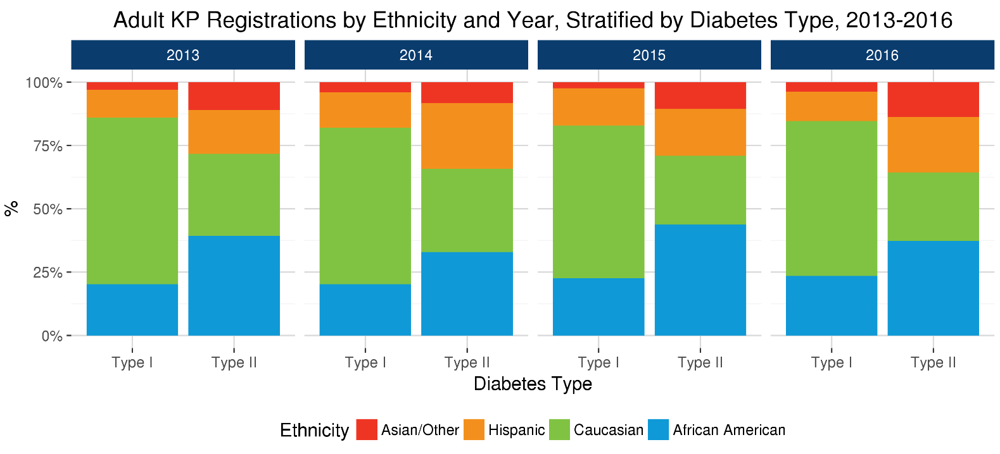 Adult KP Registrations by Ethnicity and Year, Stratified by Diabetes Type, 2013-2016
2013 2014 2015 2016
100%
75%
50%
25%
0%
%
Type I Type II Type I Type II Type I Type II Type I Type II
Diabetes Type
Ethnicity Asian/Other Hispanic Caucasian African American